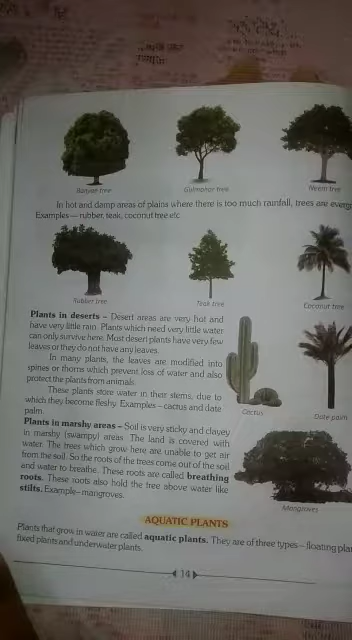 Banyan tree
Gulmohar tree
Neem tree
In hot and damp areas of plains where there is too much rainfall, trees are everg
Examples — rubber, teak, coconut tree etc
Rubber tree
Teak tree
Coconut tree
Plants in deserts – Desert areas are very hot and
have very little rain. Plants which need very little water
can only survive here. Most desert plants have very few
leaves or they do not have any leaves.
In many plants, the leaves are modified into
spines or thorns which prevent loss of water and also
protect the plants from animals.
These plants store water in their stems, due to
which they become fleshy. Examples – cactus and date
palm.
Cactus
Date palm
Plants in marshy areas – Soil is very sticky and clayey
in marshy (swampy) areas. The land is covered with
water. The trees which grow here are unable to get air
from the soil. So the roots of the trees come out of the soil
and water to breathe. These roots are called breathing
roots. These roots also hold the tree above water like
stilts. Example - mangroves.
Mangroves
AQUATIC PLANTS
Plants that grow in water are called aquatic plants. They are of three types – floating plan
fixed plants and underwater plants.
14